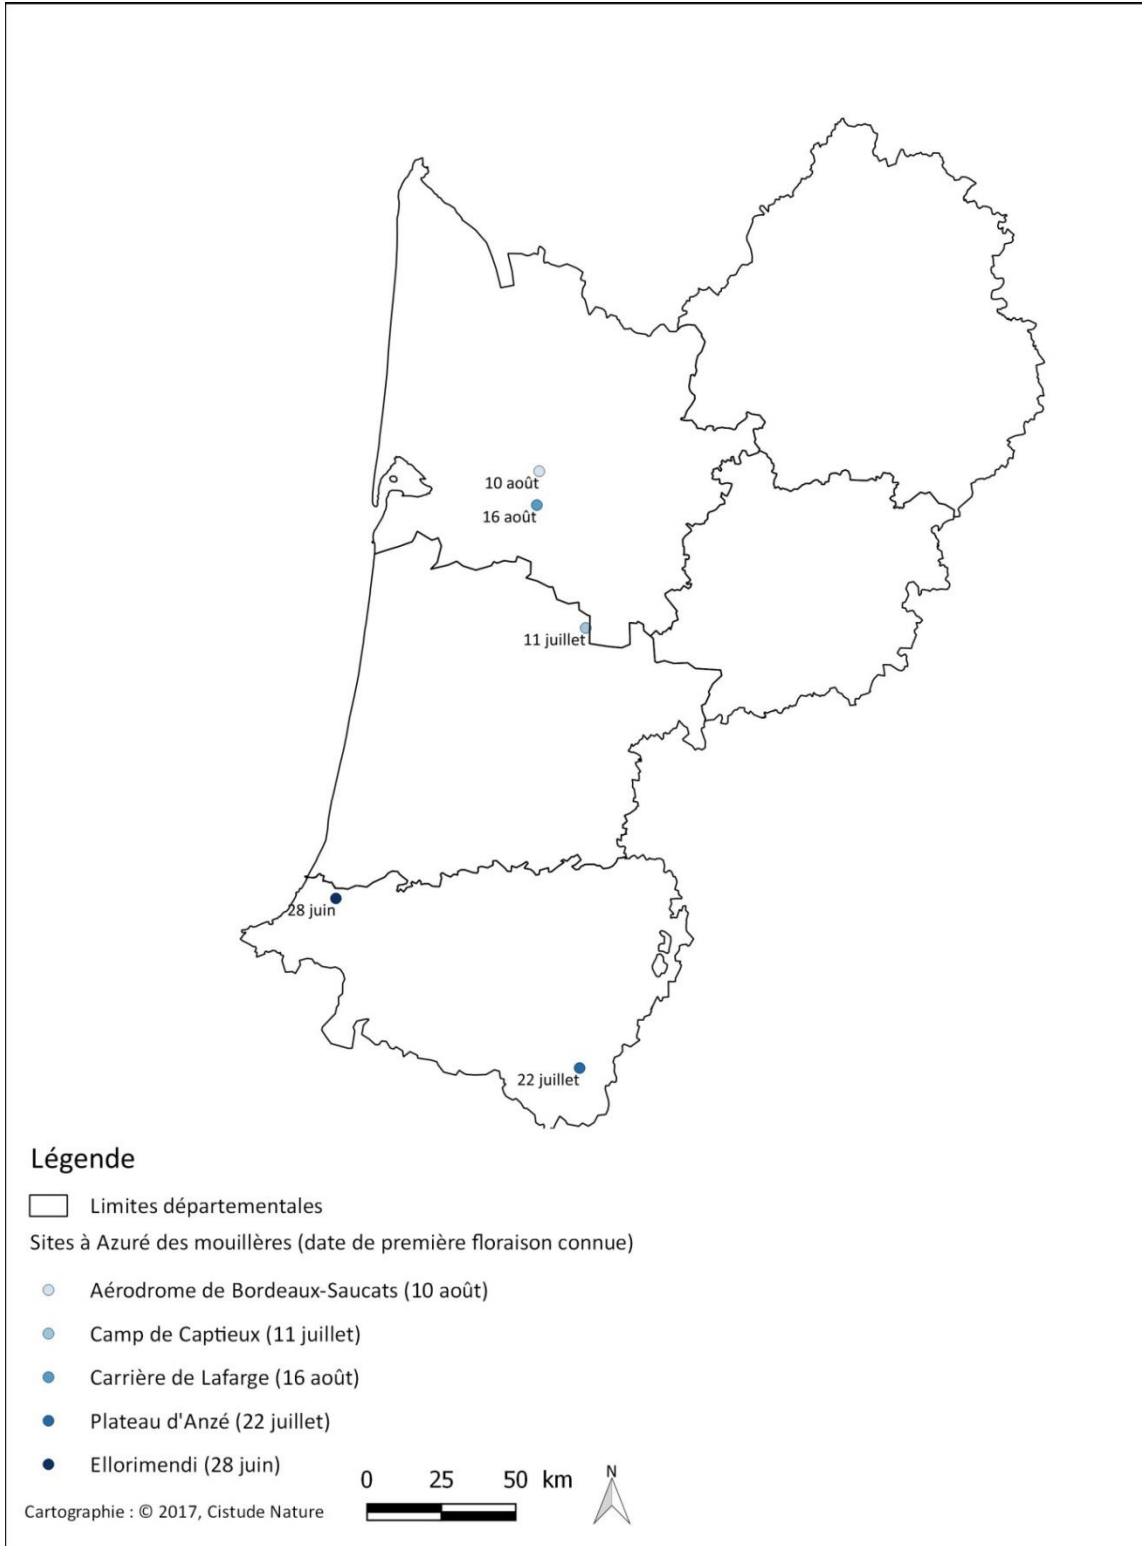 10 août
16 août
11 juillet
28 juin
22 juillet
Légende
Limites départementales
Sites à Azuré des mouillères (date de première floraison connue)
Aérodrome de Bordeaux-Saucats (10 août)
Camp de Captieux (11 juillet)
Carrière de Lafarge (16 août)
Plateau d'Anzé (22 juillet)
Ellorimendi (28 juin)
0 25 50 km
N
Cartographie : © 2017, Cistude Nature